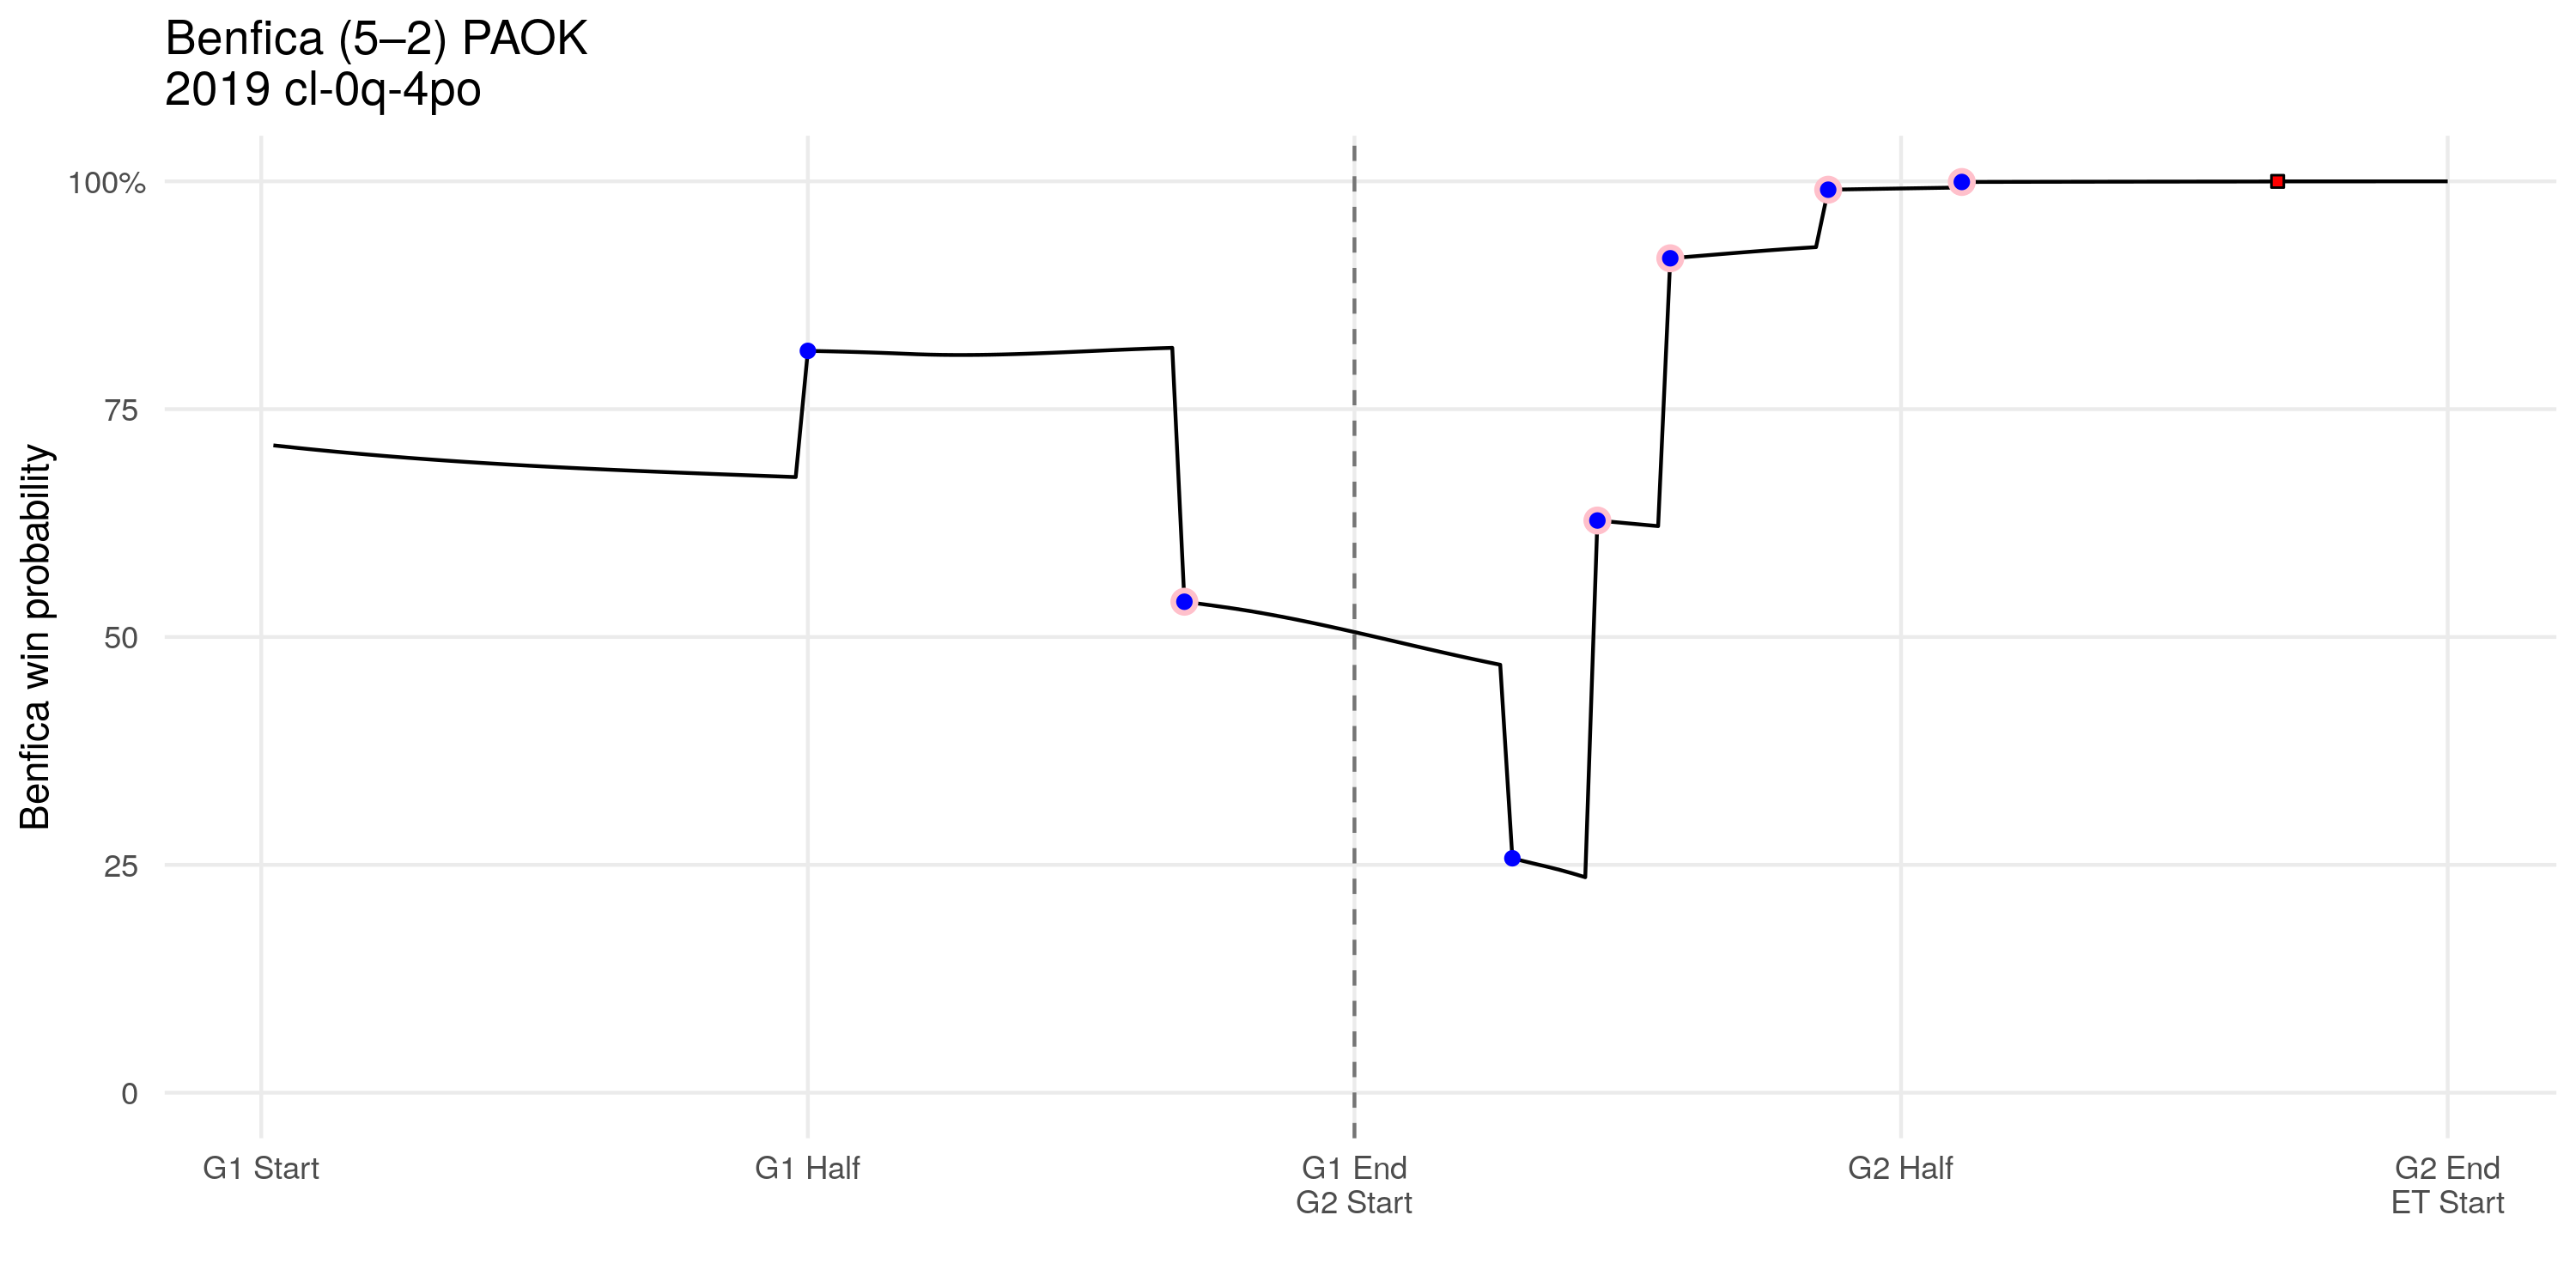 Benfica (5–2) PAOK
2019 cl-0q-4po
Benfica win probability
100%
75
50
25
0
G1 Start
G1 Half
G1 End
G2 Start
G2 Half
G2 End
ET Start